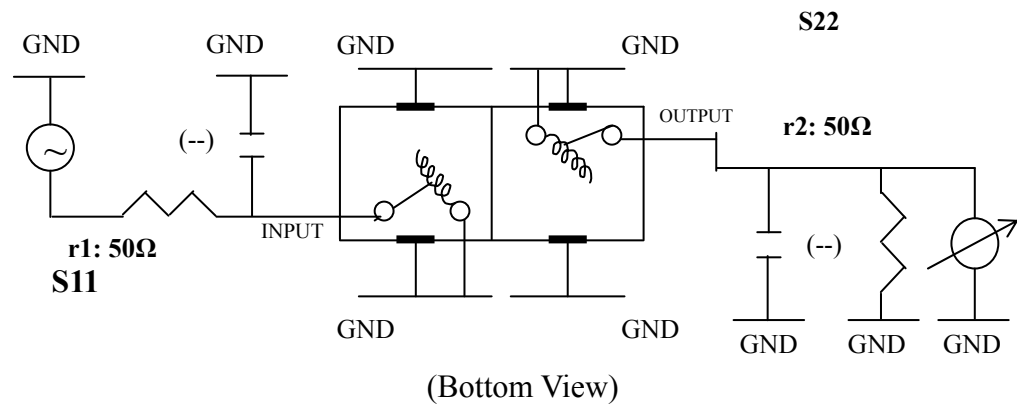 S22
GND
GND
GND
GND
(--)
OUTPUT
r2: 50Ω
INPUT
r1: 50Ω
S11
(--)
GND
GND
GND
GND
GND
(Bottom View)